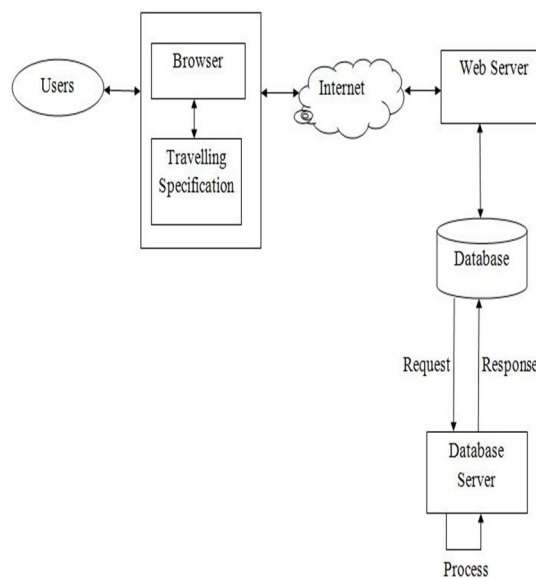 Users
Browser
Travelling
Specification
Internet
Web Server
Database
Request
Response
Database
Server
Process